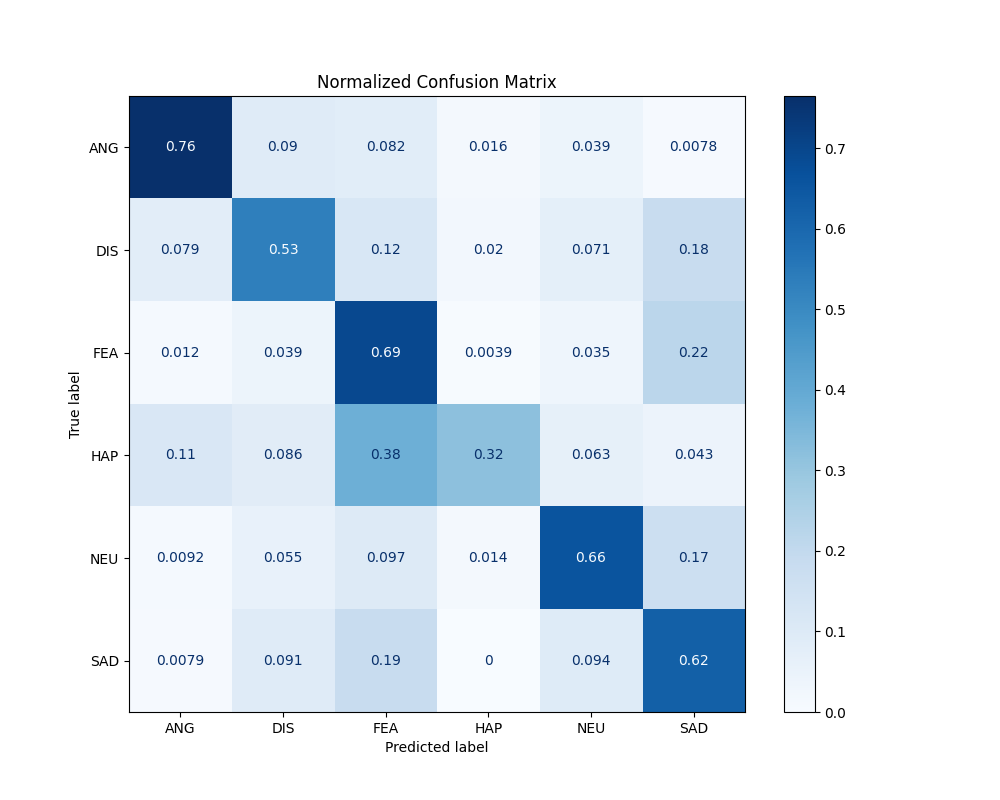 Normalized Confusion Matrix
ANG 0.76 0.09 0.082 0.016 0.039 0.0078
DIS 0.079 0.53 0.12 0.02 0.071 0.18
FEA 0.012 0.039 0.69 0.0039 0.035 0.22
HAP 0.11 0.086 0.38 0.32 0.063 0.043
NEU 0.0092 0.055 0.097 0.014 0.66 0.17
SAD 0.0079 0.091 0.19 0 0.094 0.62
ANG DIS FEA HAP NEU SAD
Predicted label
True label
0.7
0.6
0.5
0.4
0.3
0.2
0.1
0.0